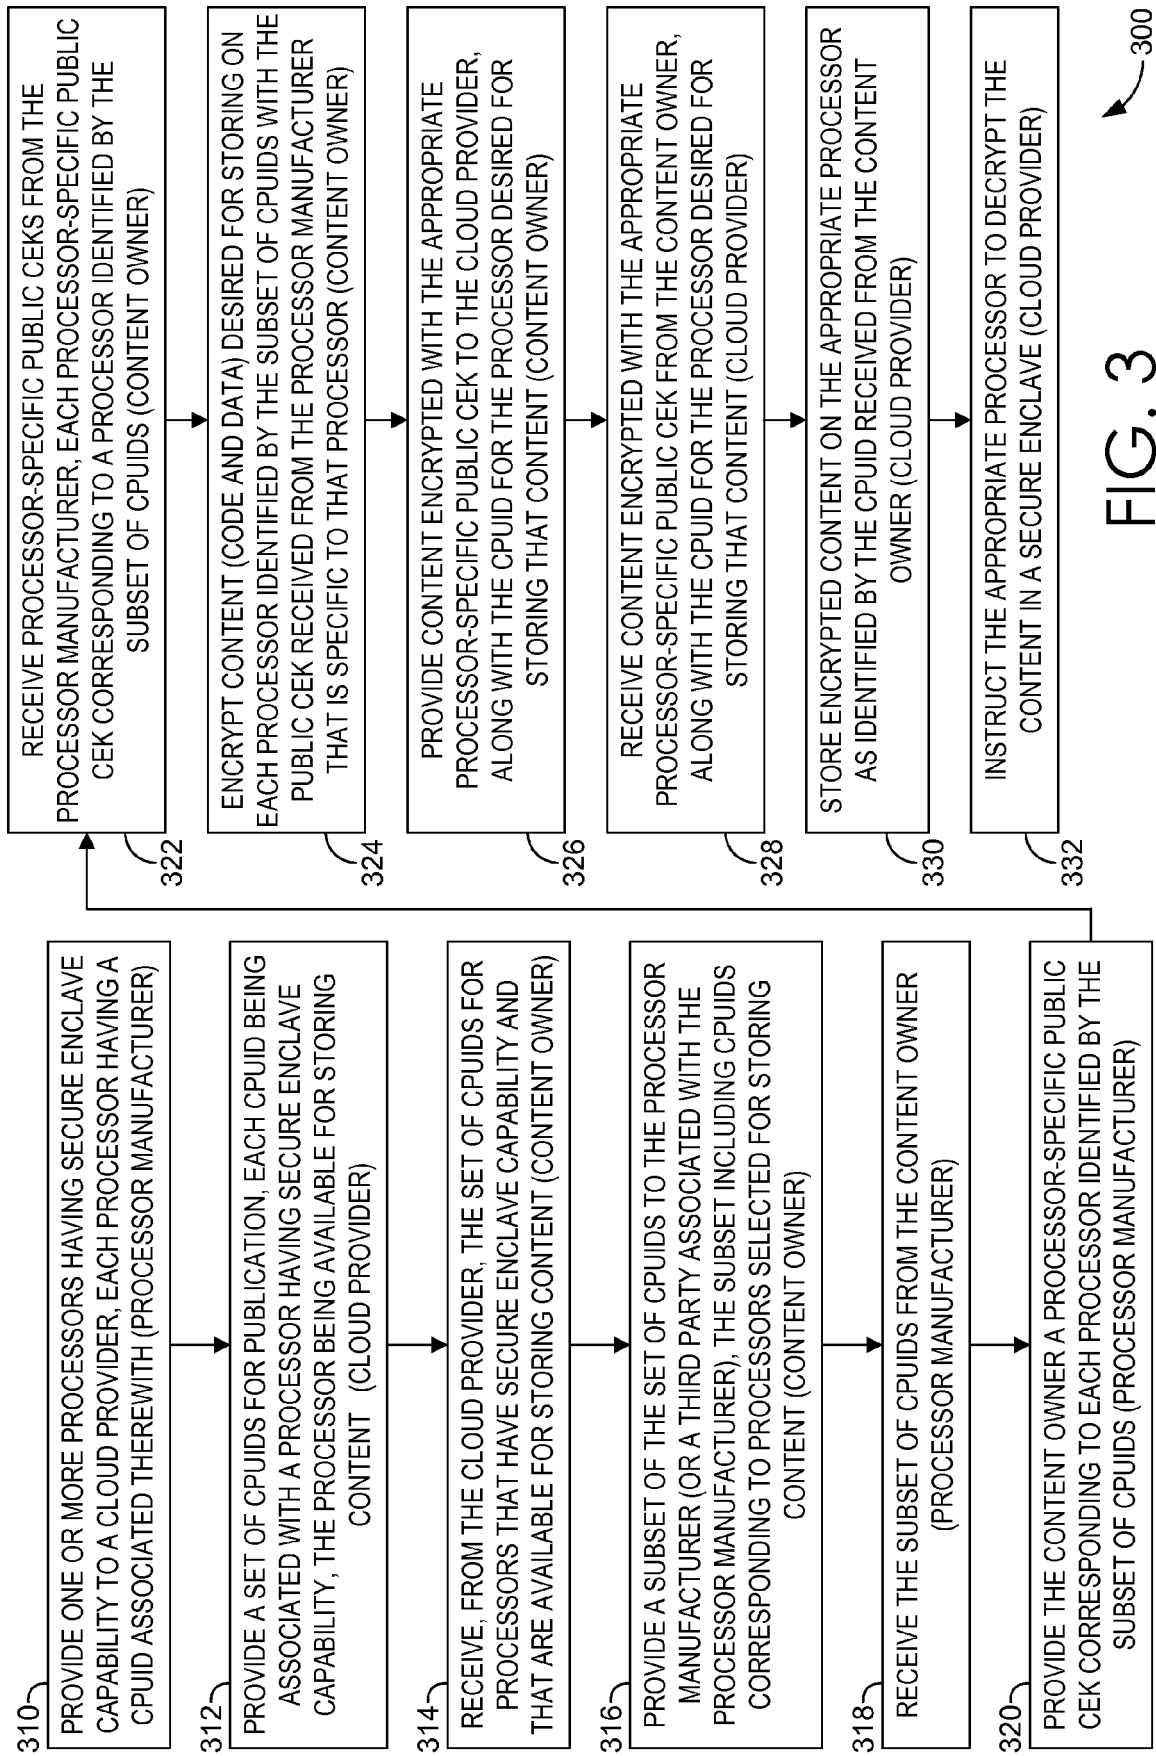 310
PROVIDE ONE OR MORE PROCESSORS HAVING SECURE ENCLAVE
CAPABILITY TO A CLOUD PROVIDER, EACH PROCESSOR HAVING A
CPUID ASSOCIATED THEREWITH (PROCESSOR MANUFACTURER)
312
PROVIDE A SET OF CPUIDS FOR PUBLICATION, EACH CPUID BEING
ASSOCIATED WITH A PROCESSOR HAVING SECURE ENCLAVE
CAPABILITY, THE PROCESSOR BEING AVAILABLE FOR STORING
CONTENT (CLOUD PROVIDER)
314
RECEIVE, FROM THE CLOUD PROVIDER, THE SET OF CPUIDS FOR
PROCESSORS THAT HAVE SECURE ENCLAVE CAPABILITY AND
THAT ARE AVAILABLE FOR STORING CONTENT (CONTENT OWNER)
316
PROVIDE A SUBSET OF THE SET OF CPUIDS TO THE PROCESSOR
MANUFACTURER (OR A THIRD PARTY ASSOCIATED WITH THE
PROCESSOR MANUFACTURER), THE SUBSET INCLUDING CPUIDS
CORRESPONDING TO PROCESSORS SELECTED FOR STORING
CONTENT (CONTENT OWNER)
318
RECEIVE THE SUBSET OF CPUIDS FROM THE CONTENT OWNER
(PROCESSOR MANUFACTURER)
320
PROVIDE THE CONTENT OWNER A PROCESSOR-SPECIFIC PUBLIC
CEK CORRESPONDING TO EACH PROCESSOR IDENTIFIED BY THE
SUBSET OF CPUIDS (PROCESSOR MANUFACTURER)
RECEIVE PROCESSOR-SPECIFIC PUBLIC CEKS FROM THE
PROCESSOR MANUFACTURER, EACH PROCESSOR-SPECIFIC PUBLIC
CEK CORRESPONDING TO A PROCESSOR IDENTIFIED BY THE
SUBSET OF CPUIDS (CONTENT OWNER)
322
ENCRYPT CONTENT (CODE AND DATA) DESIRED FOR STORING ON
EACH PROCESSOR IDENTIFIED BY THE SUBSET OF CPUIDS WITH THE
PUBLIC CEK RECEIVED FROM THE PROCESSOR MANUFACTURER
THAT IS SPECIFIC TO THAT PROCESSOR (CONTENT OWNER)
324
PROVIDE CONTENT ENCRYPTED WITH THE APPROPRIATE
PROCESSOR-SPECIFIC PUBLIC CEK TO THE CLOUD PROVIDER,
ALONG WITH THE CPUID FOR THE PROCESSOR DESIRED FOR
STORING THAT CONTENT (CONTENT OWNER)
326
RECEIVE CONTENT ENCRYPTED WITH THE APPROPRIATE
PROCESSOR-SPECIFIC PUBLIC CEK FROM THE CONTENT OWNER,
ALONG WITH THE CPUID FOR THE PROCESSOR DESIRED FOR
STORING THAT CONTENT (CLOUD PROVIDER)
328
STORE ENCRYPTED CONTENT ON THE APPROPRIATE PROCESSOR
AS IDENTIFIED BY THE CPUID RECEIVED FROM THE CONTENT
OWNER (CLOUD PROVIDER)
330
INSTRUCT THE APPROPRIATE PROCESSOR TO DECRYPT THE
CONTENT IN A SECURE ENCLAVE (CLOUD PROVIDER)
332
300
FIG. 3